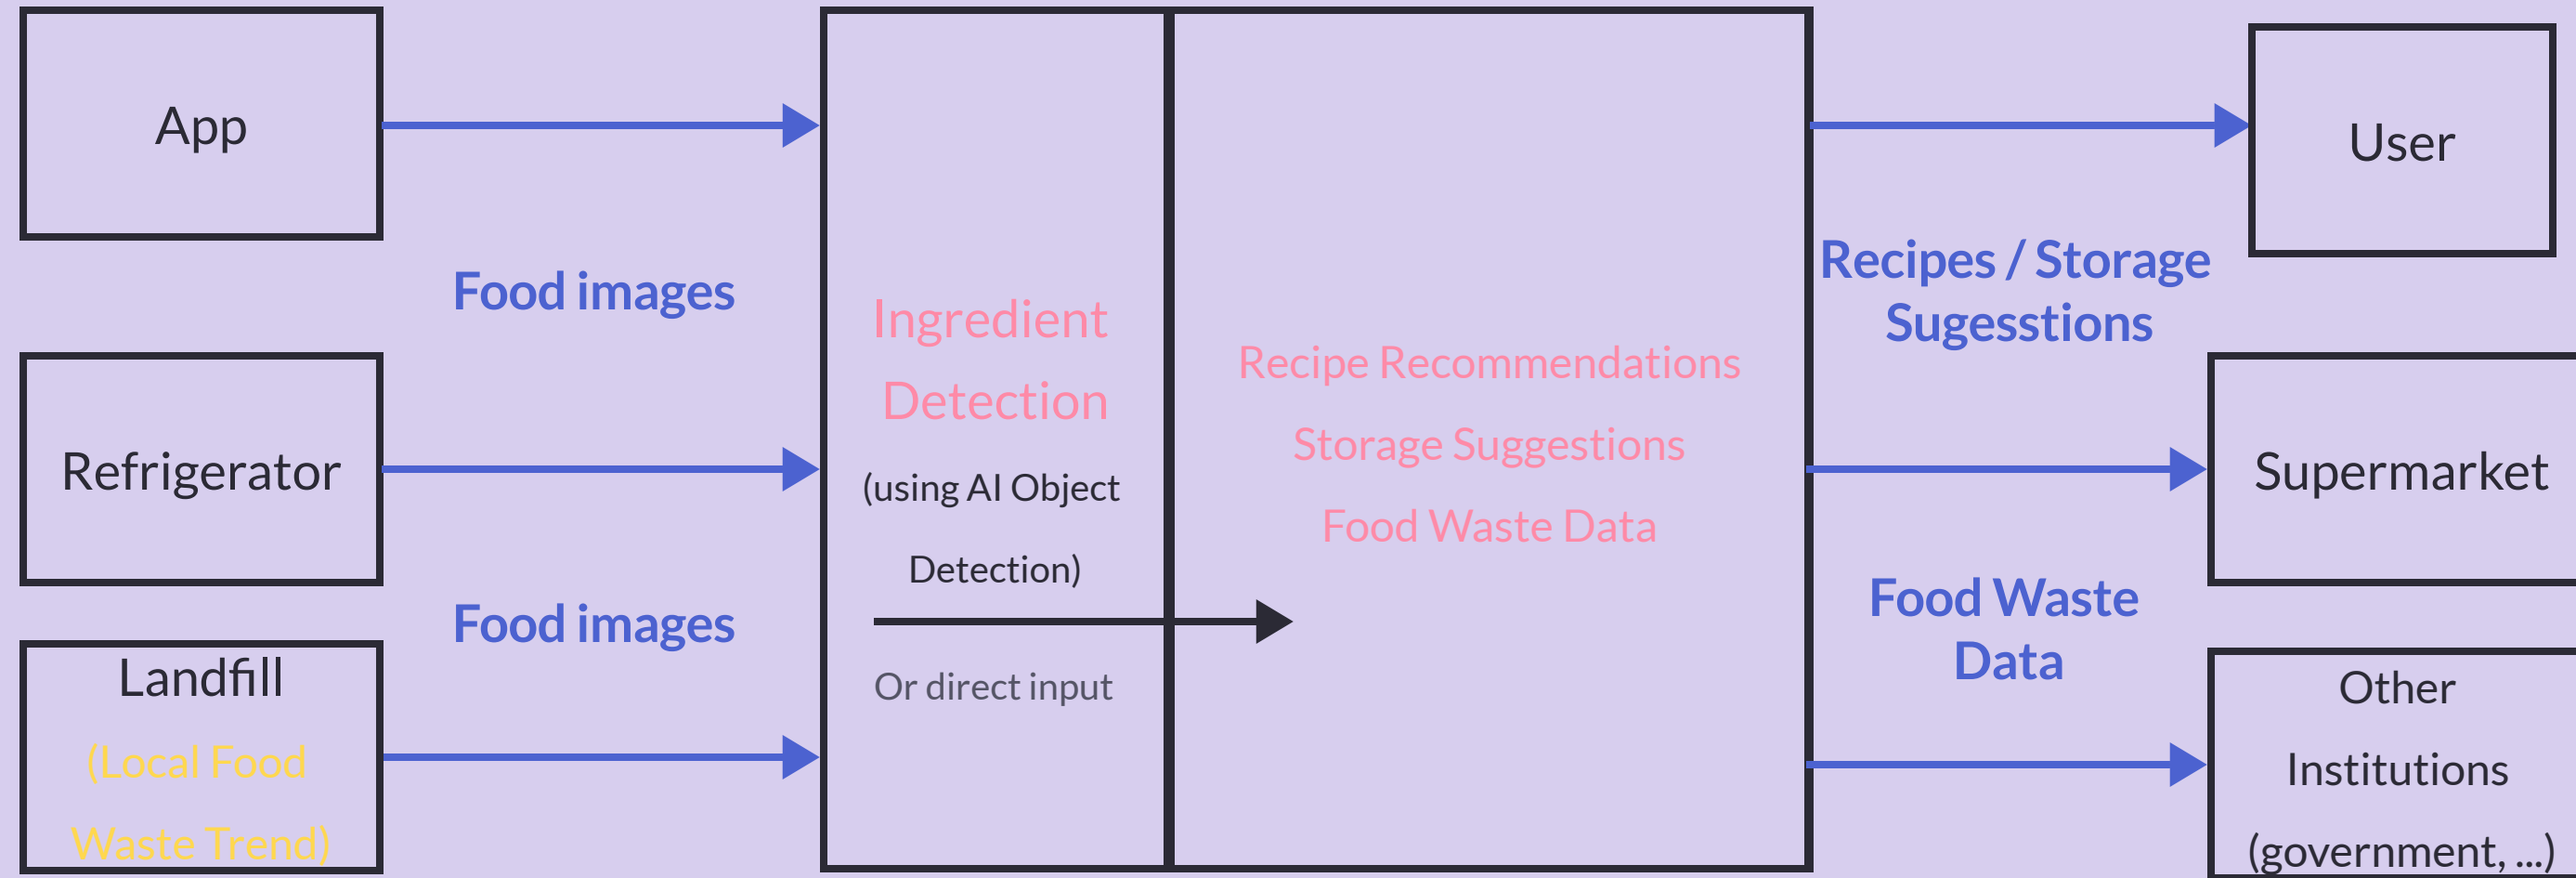 App
Food images
Refrigerator
Food images
Landfill
(Local Food
Waste Trend)
Ingredient
Detection
(using AI Object
Detection)
Or direct input
Recipe Recommendations
Storage Suggestions
Food Waste Data
Recipes / Storage
Sugesstions
Food Waste
Data
User
Supermarket
Other
Institutions
(government, ...)